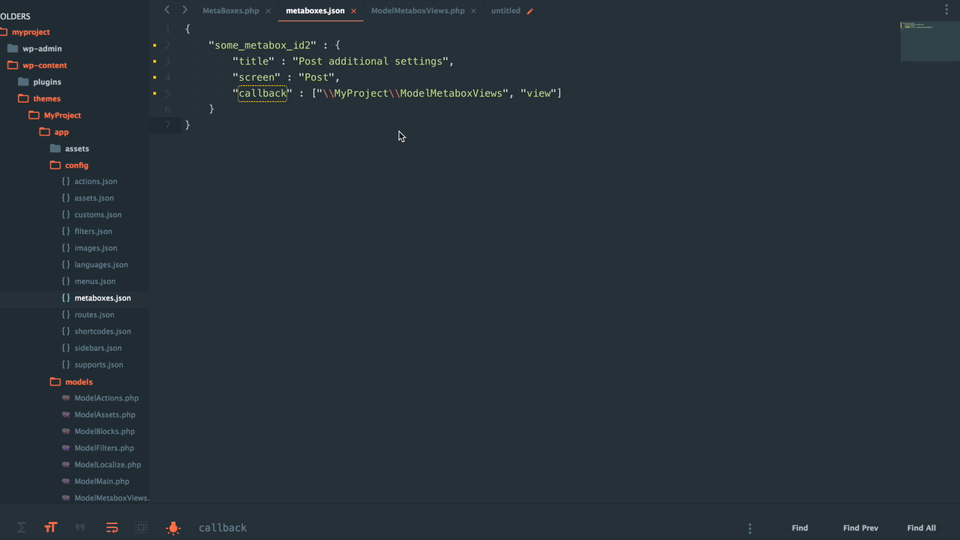 MetaBoxes.php
metaboxes.json
ModelMetaboxViews.php
untitled
OLDERS
myproject
wp-admin
wp-content
plugins
themes
MyProject
app
assets
config
{ } actions.json
{ } assets.json
{ } customs.json
{ } filters.json
{ } images.json
{ } languages.json
{ } menus.json
{ } metaboxes.json
{ } routes.json
{ } shortcodes.json
{ } sidebars.json
{ } supports.json
models
ModelActions.php
ModelAssets.php
ModelBlocks.php
ModelFilters.php
ModelLocalize.php
ModelMain.php
ModelMetaboxViews.
1 {
2 "some_metabox_id2" : {
3 "title" : "Post additional settings",
4 "screen" : "Post",
5 "callback" : ["\\MyProject\\ModelMetaboxViews", "view"]
6 }
7 }
callback
Find
Find Prev
Find All